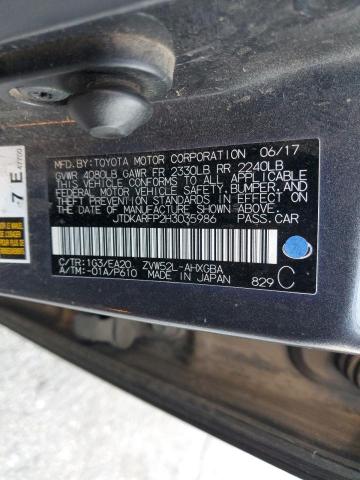 MFD. BY: TOYOTA MOTOR CORPORATION 06/17
GVWR 4080LB GAWR FR 2330LB RR 2240LB
THIS VEHICLE CONFORMS TO ALL APPLICABLE
FEDERAL MOTOR VEHICLE SAFETY, BUMPER, AND
THEFT PREVENTION STANDARDS IN EFFECT ON
THE DATE OF MANUFACTURE SHOWN ABOVE.
JTDKARFP2H3035986 PASS.CAR
C/TR: 1G3/EA20 ZVW52L-AHXGBA
A/TM: -01A/P610 MADE IN JAPAN 829 C
-7 E
47700